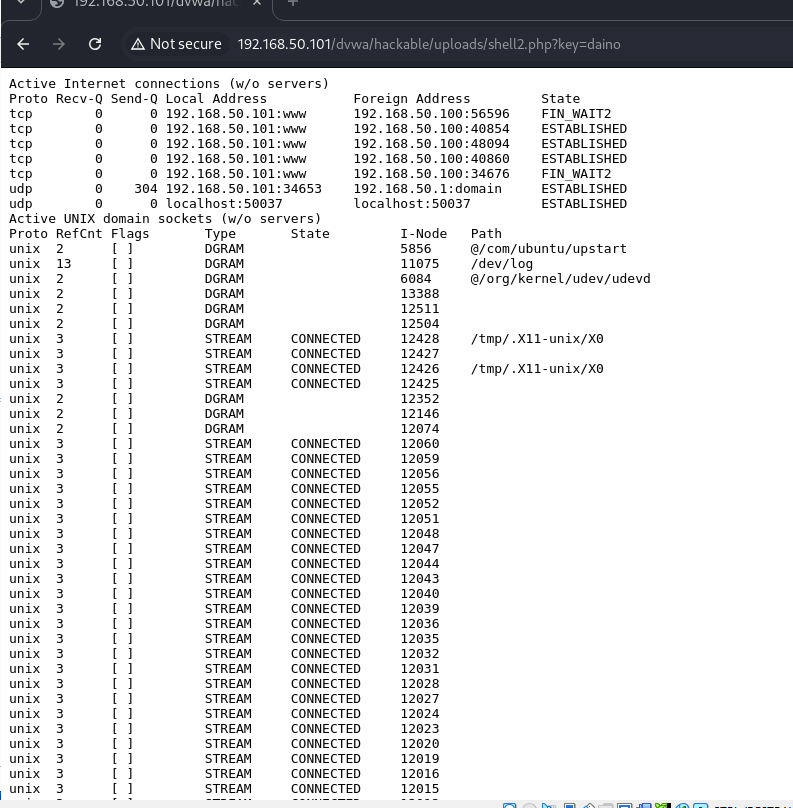 192.168.50.101/dvwa/hac
Not secure 192.168.50.101/dvwa/hackable/uploads/shell2.php?key=daino
Active Internet connections (w/o servers)
Proto Recv-Q Send-Q Local Address Foreign Address State
tcp 0 0 192.168.50.101:www 192.168.50.100:56596 FIN_WAIT2
tcp 0 0 192.168.50.101:www 192.168.50.100:40854 ESTABLISHED
tcp 0 0 192.168.50.101:www 192.168.50.100:48094 ESTABLISHED
tcp 0 0 192.168.50.101:www 192.168.50.100:40860 ESTABLISHED
tcp 0 0 192.168.50.101:www 192.168.50.100:34676 FIN_WAIT2
udp 0 304 192.168.50.101:34653 192.168.50.1:domain ESTABLISHED
udp 0 0 localhost:50037 localhost:50037 ESTABLISHED
Active UNIX domain sockets (w/o servers)
Proto RefCnt Flags Type State I-Node Path
unix 2 [ ] DGRAM 5856 @/com/ubuntu/upstart
unix 13 [ ] DGRAM 11075 /dev/log
unix 2 [ ] DGRAM 6084 @/org/kernel/udev/udevd
unix 2 [ ] DGRAM 13388
unix 2 [ ] DGRAM 12511
unix 2 [ ] DGRAM 12504
unix 3 [ ] STREAM CONNECTED 12428 /tmp/.X11-unix/X0
unix 3 [ ] STREAM CONNECTED 12427
unix 3 [ ] STREAM CONNECTED 12426 /tmp/.X11-unix/X0
unix 3 [ ] STREAM CONNECTED 12425
unix 2 [ ] DGRAM 12352
unix 2 [ ] DGRAM 12146
unix 2 [ ] DGRAM 12074
unix 3 [ ] STREAM CONNECTED 12060
unix 3 [ ] STREAM CONNECTED 12059
unix 3 [ ] STREAM CONNECTED 12056
unix 3 [ ] STREAM CONNECTED 12055
unix 3 [ ] STREAM CONNECTED 12052
unix 3 [ ] STREAM CONNECTED 12051
unix 3 [ ] STREAM CONNECTED 12048
unix 3 [ ] STREAM CONNECTED 12047
unix 3 [ ] STREAM CONNECTED 12044
unix 3 [ ] STREAM CONNECTED 12043
unix 3 [ ] STREAM CONNECTED 12040
unix 3 [ ] STREAM CONNECTED 12039
unix 3 [ ] STREAM CONNECTED 12036
unix 3 [ ] STREAM CONNECTED 12035
unix 3 [ ] STREAM CONNECTED 12032
unix 3 [ ] STREAM CONNECTED 12031
unix 3 [ ] STREAM CONNECTED 12028
unix 3 [ ] STREAM CONNECTED 12027
unix 3 [ ] STREAM CONNECTED 12024
unix 3 [ ] STREAM CONNECTED 12023
unix 3 [ ] STREAM CONNECTED 12020
unix 3 [ ] STREAM CONNECTED 12019
unix 3 [ ] STREAM CONNECTED 12016
unix 3 [ ] STREAM CONNECTED 12015